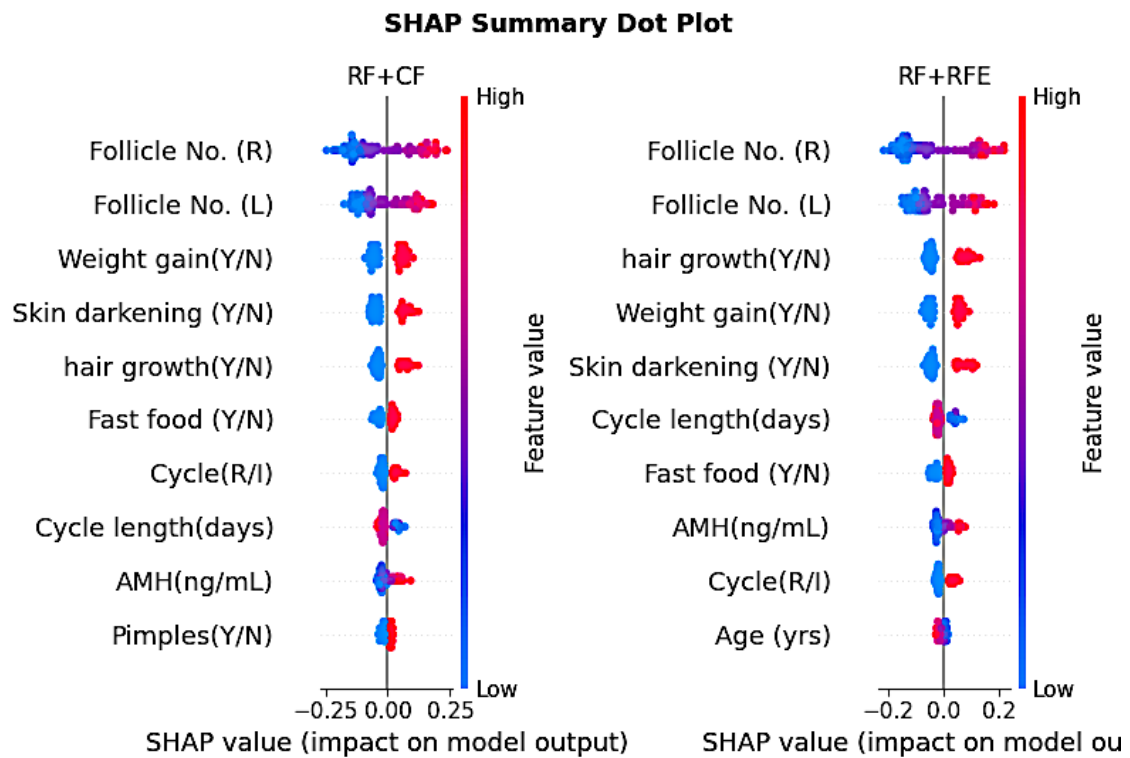 SHAP Summary Dot Plot
RF+CF
High
Follicle No. (R)
Follicle No. (L)
Weight gain(Y/N)
Skin darkening (Y/N)
hair growth(Y/N)
Fast food (Y/N)
Cycle(R/I)
Cycle length(days)
AMH(ng/mL)
Pimples(Y/N)
Feature value
Low
−0.25 0.00 0.25
SHAP value (impact on model output)
RF+RFE
High
Follicle No. (R)
Follicle No. (L)
hair growth(Y/N)
Weight gain(Y/N)
Skin darkening (Y/N)
Cycle length(days)
Fast food (Y/N)
AMH(ng/mL)
Cycle(R/I)
Age (yrs)
Feature value
Low
−0.2 0.0 0.2
SHAP value (impact on model ou